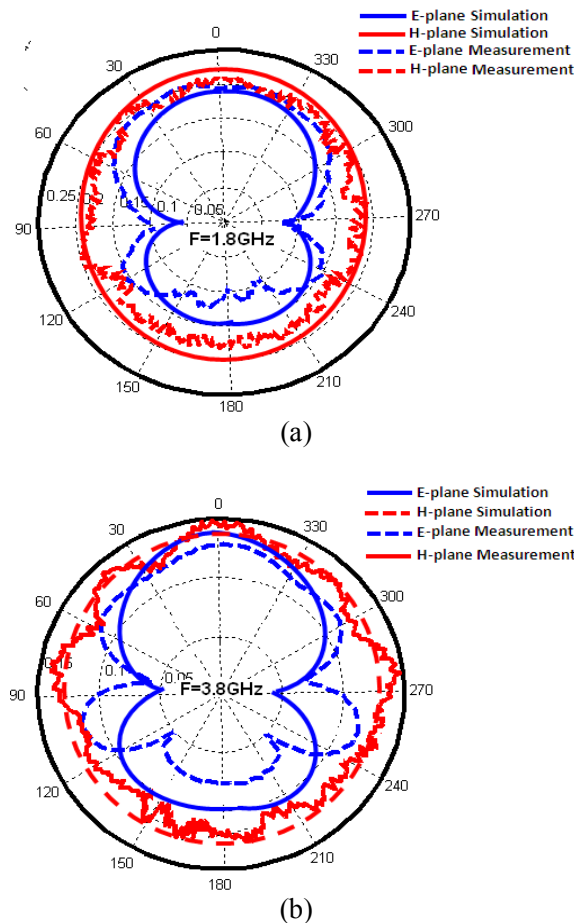 E-plane Simulation
H-plane Simulation
E-plane Measurement
H-plane Measurement
0
30
330
60
300
0.25
0.2
0.15
0.1
0.05
90
270
F=1.8GHz
120
240
150
210
180
(a)
E-plane Simulation
H-plane Simulation
E-plane Measurement
H-plane Measurement
0
30
330
60
300
0.15
0.1
0.05
90
F=3.8GHz
270
120
240
150
210
180
(b)